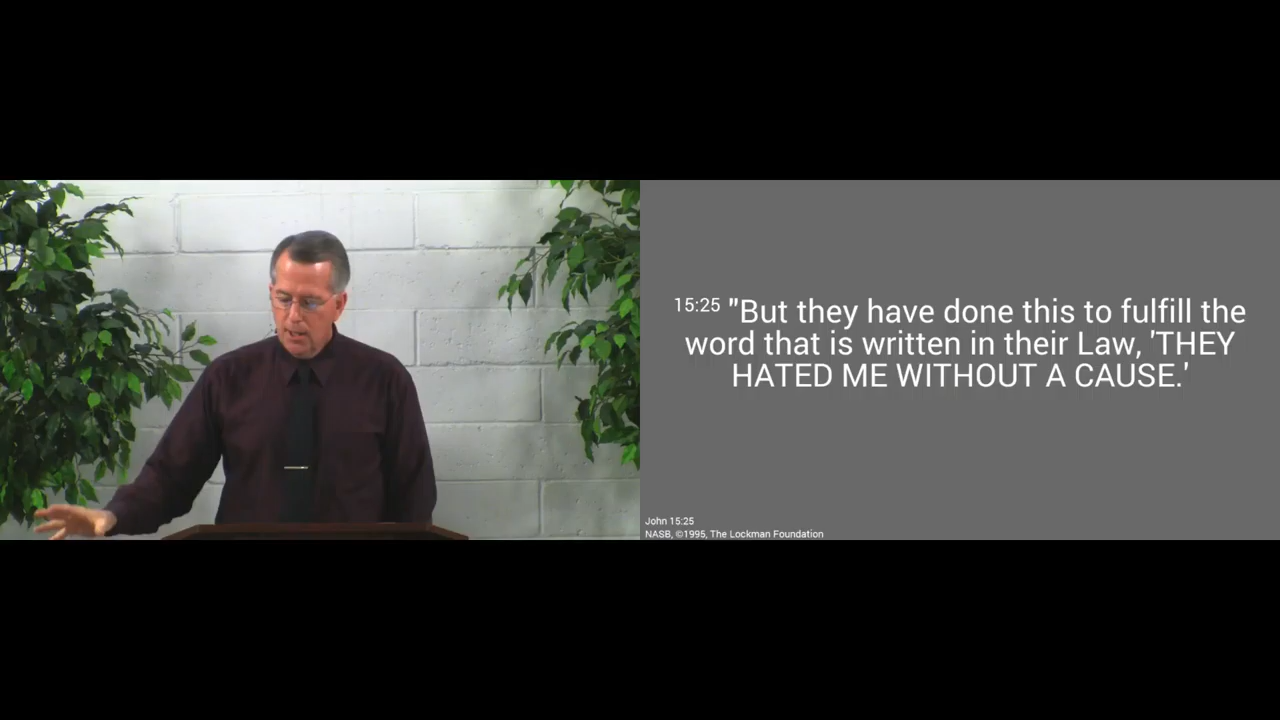 15:25 "But they have done this to fulfill the
word that is written in their Law, 'THEY
HATED ME WITHOUT A CAUSE.'
John 15:25
NASB, ©1995, The Lockman Foundation